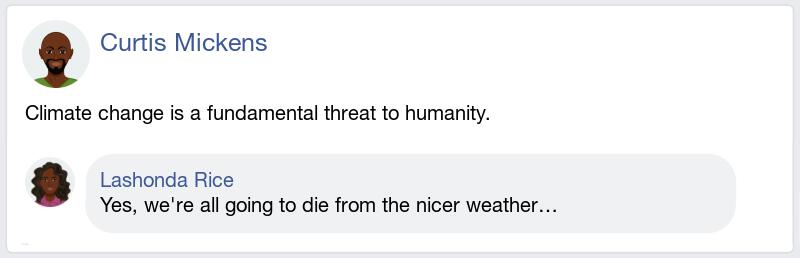 Curtis Mickens
Climate change is a fundamental threat to humanity.
Lashonda Rice
Yes, we're all going to die from the nicer weather…